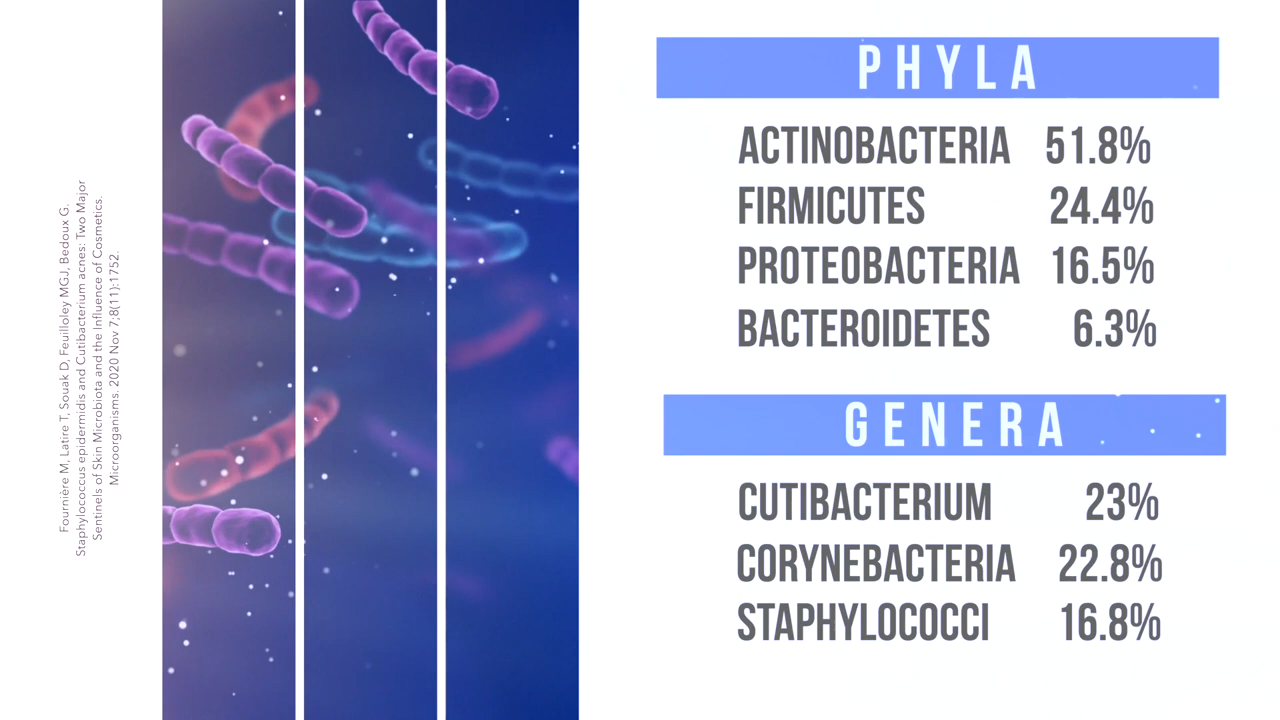 Fournière M, Latire T, Souak D, Feuilloley MGJ, Bedoux G.
Staphylococcus epidermidis and Cutibacterium acnes: Two Major
Sentinels of Skin Microbiota and the Influence of Cosmetics.
Microorganisms. 2020 Nov 7;8(11):1752.
PHYLA
ACTINOBACTERIA 51.8%
FIRMICUTES 24.4%
PROTEOBACTERIA 16.5%
BACTEROIDETES 6.3%
GENERA
CUTIBACTERIUM 23%
CORYNEBACTERIA 22.8%
STAPHYLOCOCCI 16.8%